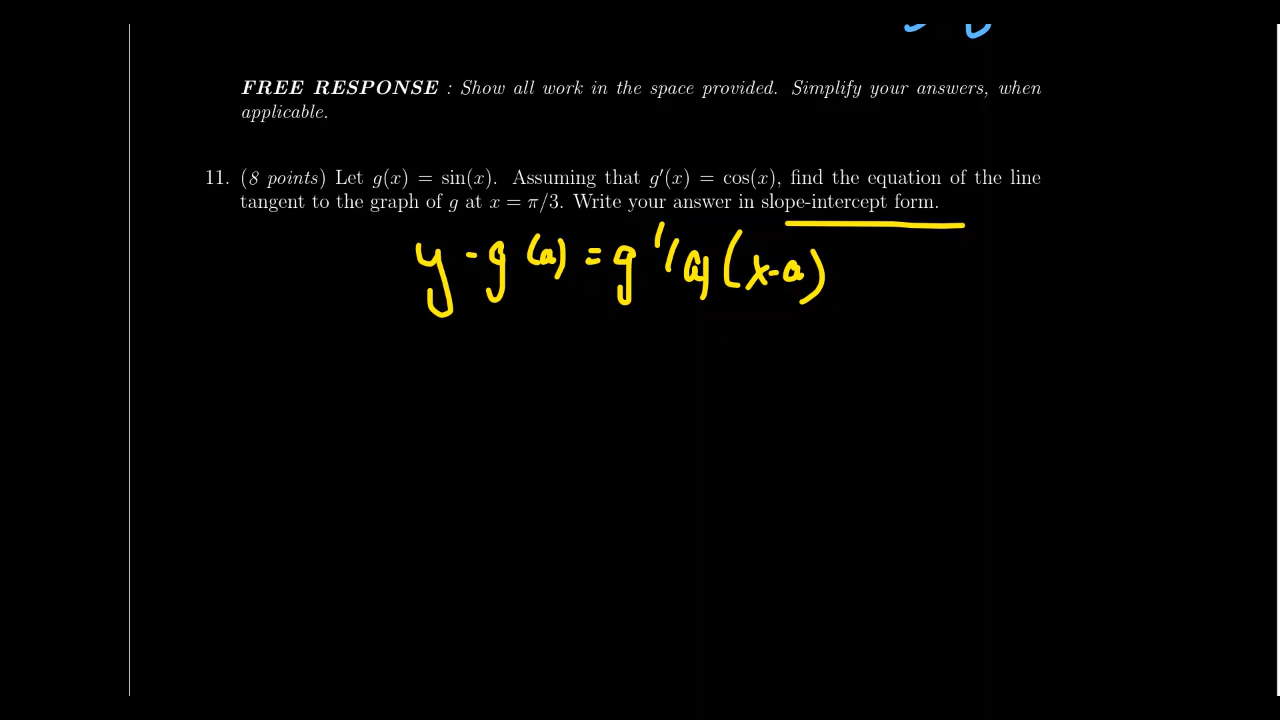 FREE RESPONSE : Show all work in the space provided. Simplify your answers, when
applicable.
11. (8 points) Let g(x) = sin(x). Assuming that g′(x) = cos(x), find the equation of the line
tangent to the graph of g at x = π/3. Write your answer in slope-intercept form.
y - g(a) = g'(a)(x-a)